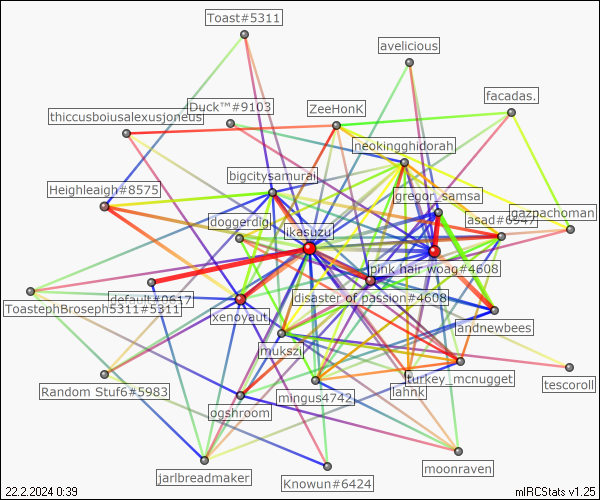 Toast#5311
avelicious
facadas.
Duck™#9103
ZeeHonK
thiccusboiusalexusjoneus
neokingghidorah
bigcitysamurai
Heighleaigh#8575
gregor_samsa
gazpachoman
doggerdig
asad#6947
ikasuzu
pink hair woag#4608
default#0617
disaster of passion#4608
ToastephBroseph5311#5311
xenoyaut
andnewbees
mukszi
turkey_mcnugget
tescoroll
Random Stuf6#5983
mingus4742
lahnk
ogshroom
moonraven
jarlbreadmaker
Knowun#6424
22.2.2024 0:39
mIRCStats v1.25